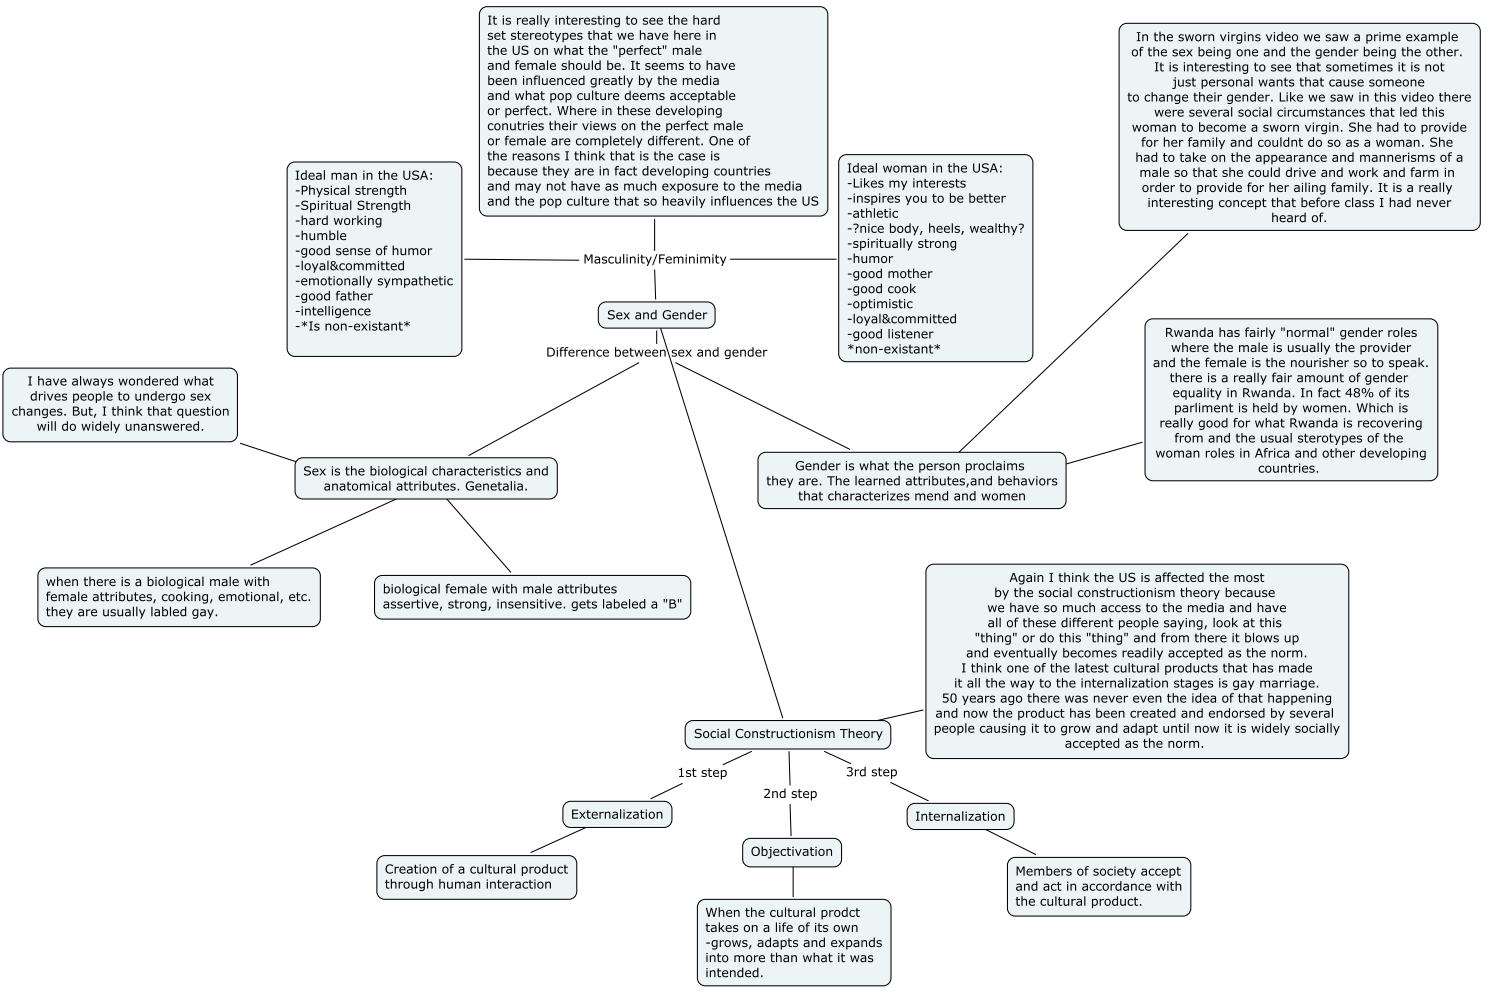 It is really interesting to see the hard
set stereotypes that we have here in
the US on what the "perfect" male
and female should be. It seems to have
been influenced greatly by the media
and what pop culture deems acceptable
or perfect. Where in these developing
conutries their views on the perfect male
or female are completely different. One of
the reasons I think that is the case is
because they are in fact developing countries
and may not have as much exposure to the media
and the pop culture that so heavily influences the US
In the sworn virgins video we saw a prime example
of the sex being one and the gender being the other.
It is interesting to see that sometimes it is not
just personal wants that cause someone
to change their gender. Like we saw in this video there
were several social circumstances that led this
woman to become a sworn virgin. She had to provide
for her family and couldnt do so as a woman. She
had to take on the appearance and mannerisms of a
male so that she could drive and work and farm in
order to provide for her ailing family. It is a really
interesting concept that before class I had never
heard of.
Ideal man in the USA:
-Physical strength
-Spiritual Strength
-hard working
-humble
-good sense of humor
-loyal&committed
-emotionally sympathetic
-good father
-intelligence
-*Is non-existant*
Masculinity/Feminimity
Ideal woman in the USA:
-Likes my interests
-inspires you to be better
-athletic
-?nice body, heels, wealthy?
-spiritually strong
-humor
-good mother
-good cook
-optimistic
-loyal&committed
-good listener
*non-existant*
Sex and Gender
Difference between sex and gender
Rwanda has fairly "normal" gender roles
where the male is usually the provider
and the female is the nourisher so to speak.
there is a really fair amount of gender
equality in Rwanda. In fact 48% of its
parliment is held by women. Which is
really good for what Rwanda is recovering
from and the usual sterotypes of the
woman roles in Africa and other developing
countries.
I have always wondered what
drives people to undergo sex
changes. But, I think that question
will do widely unanswered.
Sex is the biological characteristics and
anatomical attributes. Genetalia.
Gender is what the person proclaims
they are. The learned attributes,and behaviors
that characterizes mend and women
when there is a biological male with
female attributes, cooking, emotional, etc.
they are usually labled gay.
biological female with male attributes
assertive, strong, insensitive. gets labeled a "B"
Again I think the US is affected the most
by the social constructionism theory because
we have so much access to the media and have
all of these different people saying, look at this
"thing" or do this "thing" and from there it blows up
and eventually becomes readily accepted as the norm.
I think one of the latest cultural products that has made
it all the way to the internalization stages is gay marriage.
50 years ago there was never even the idea of that happening
and now the product has been created and endorsed by several
people causing it to grow and adapt until now it is widely socially
accepted as the norm.
Social Constructionism Theory
1st step
2nd step
3rd step
Externalization
Objectivation
Internalization
Creation of a cultural product
through human interaction
When the cultural prodct
takes on a life of its own
-grows, adapts and expands
into more than what it was
intended.
Members of society accept
and act in accordance with
the cultural product.